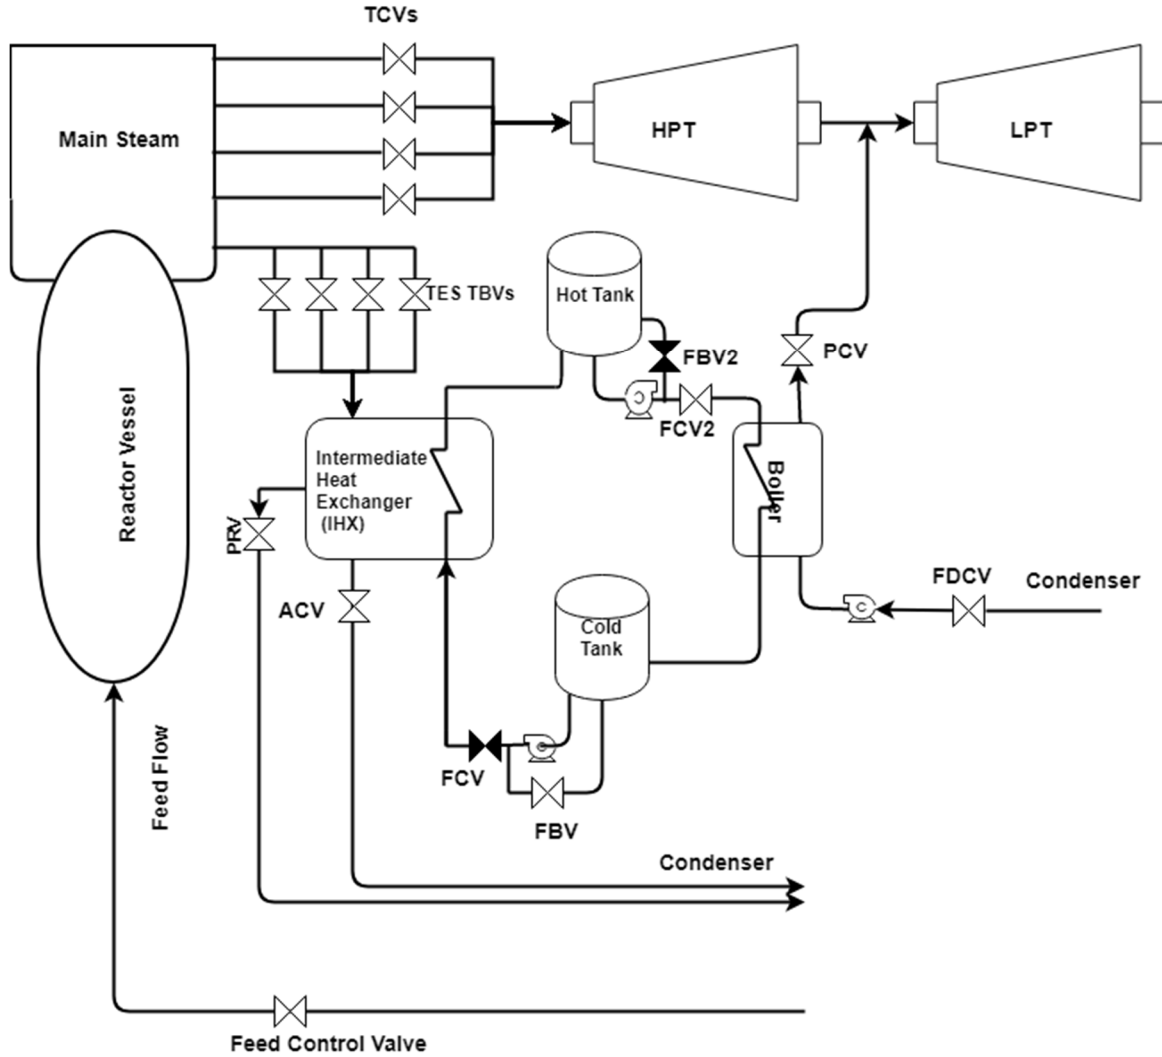 TCVs
Main Steam
HPT
LPT
Hot Tank
TES TBVs
FBV2
PCV
FCV2
Reactor Vessel
Intermediate
Heat
Exchanger
(IHX)
Boiler
PRV
FDCV
Condenser
ACV
Cold
Tank
Feed Flow
FCV
FBV
Condenser
Feed Control Valve
C
C